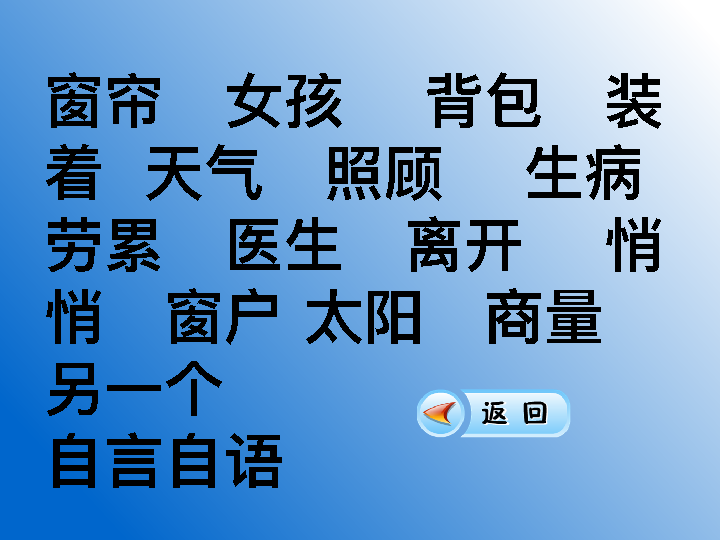 窗帘 女孩 背包 装
着 天气 照顾 生病
劳累 医生 离开 悄
悄 窗户 太阳 商量
另一个
返回
自言自语